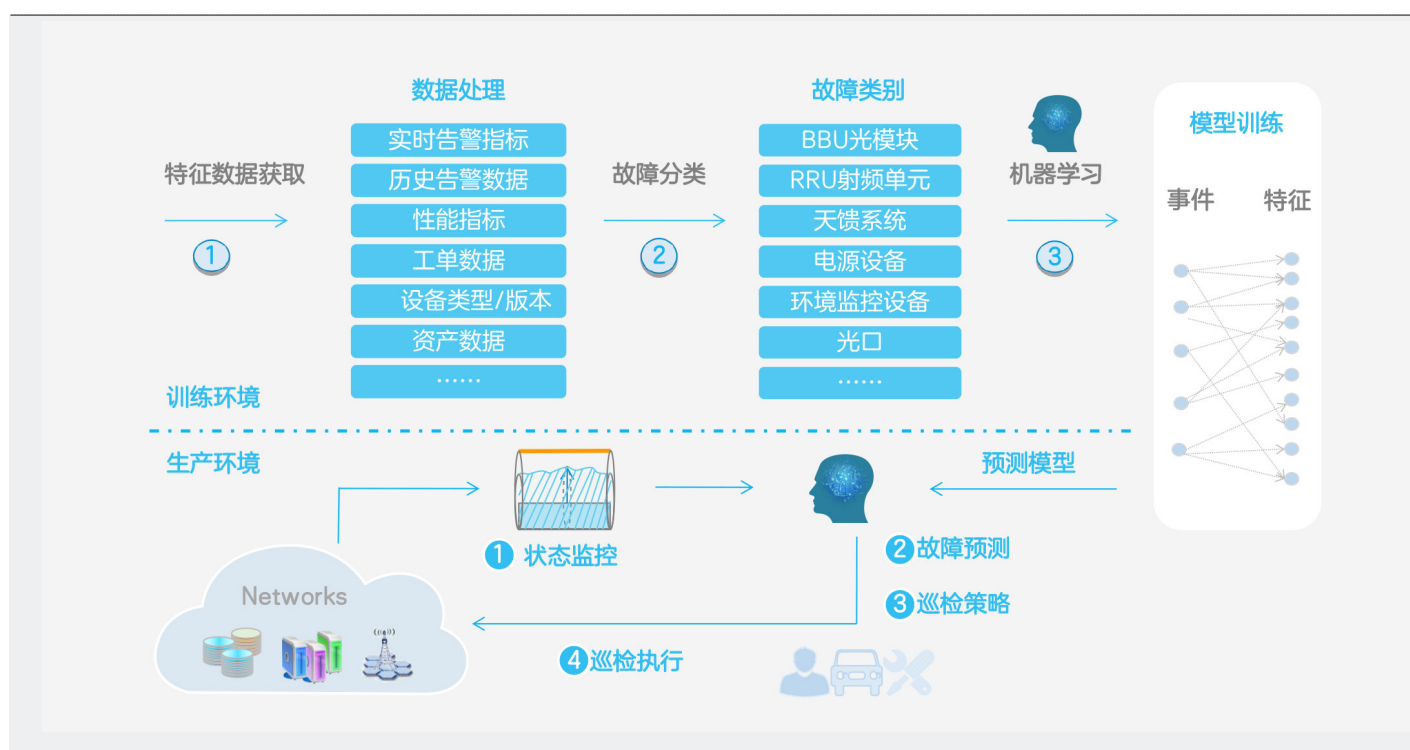 数据处理
故障类别
模型训练
特征数据获取
1
实时告警指标
历史告警数据
性能指标
工单数据
设备类型/版本
资产数据
......
故障分类
2
BBU光模块
RRU射频单元
天馈系统
电源设备
环境监控设备
光口
......
机器学习
3
事件 特征
训练环境
生产环境
预测模型
1 状态监控
2 故障预测
3 巡检策略
4 巡检执行
Networks